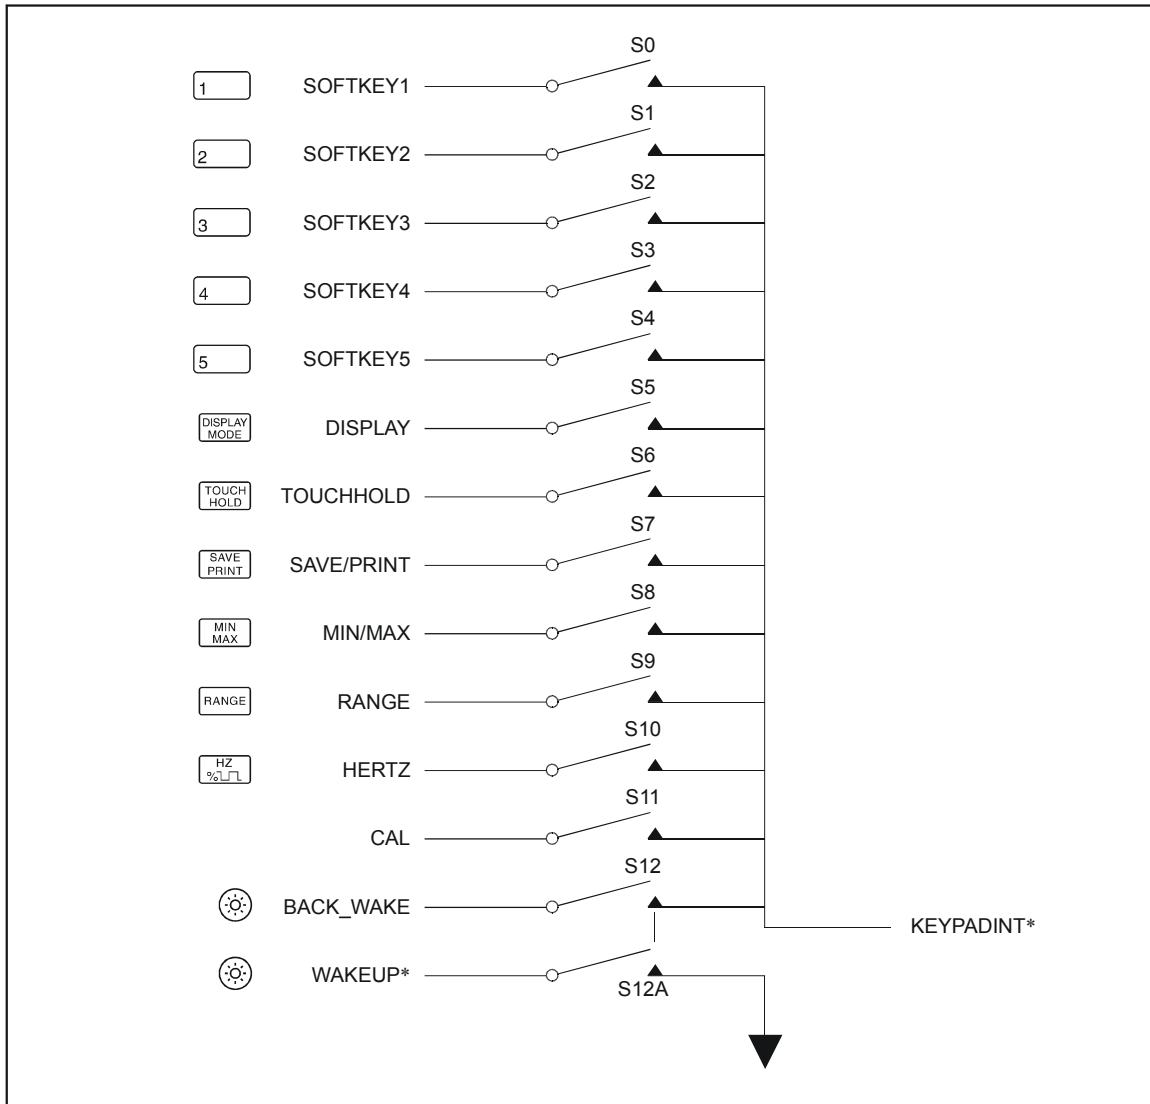 S0
1 SOFTKEY1
S1
2 SOFTKEY2
S2
3 SOFTKEY3
S3
4 SOFTKEY4
S4
5 SOFTKEY5
S5
DISPLAY
MODE
DISPLAY
S6
TOUCH
HOLD
TOUCHHOLD
S7
SAVE
PRINT
SAVE/PRINT
S8
MIN
MAX
MIN/MAX
S9
RANGE
RANGE
S10
HZ
%
HERTZ
S11
CAL
S12
BACK_WAKE
KEYPADINT*
WAKEUP*
S12A